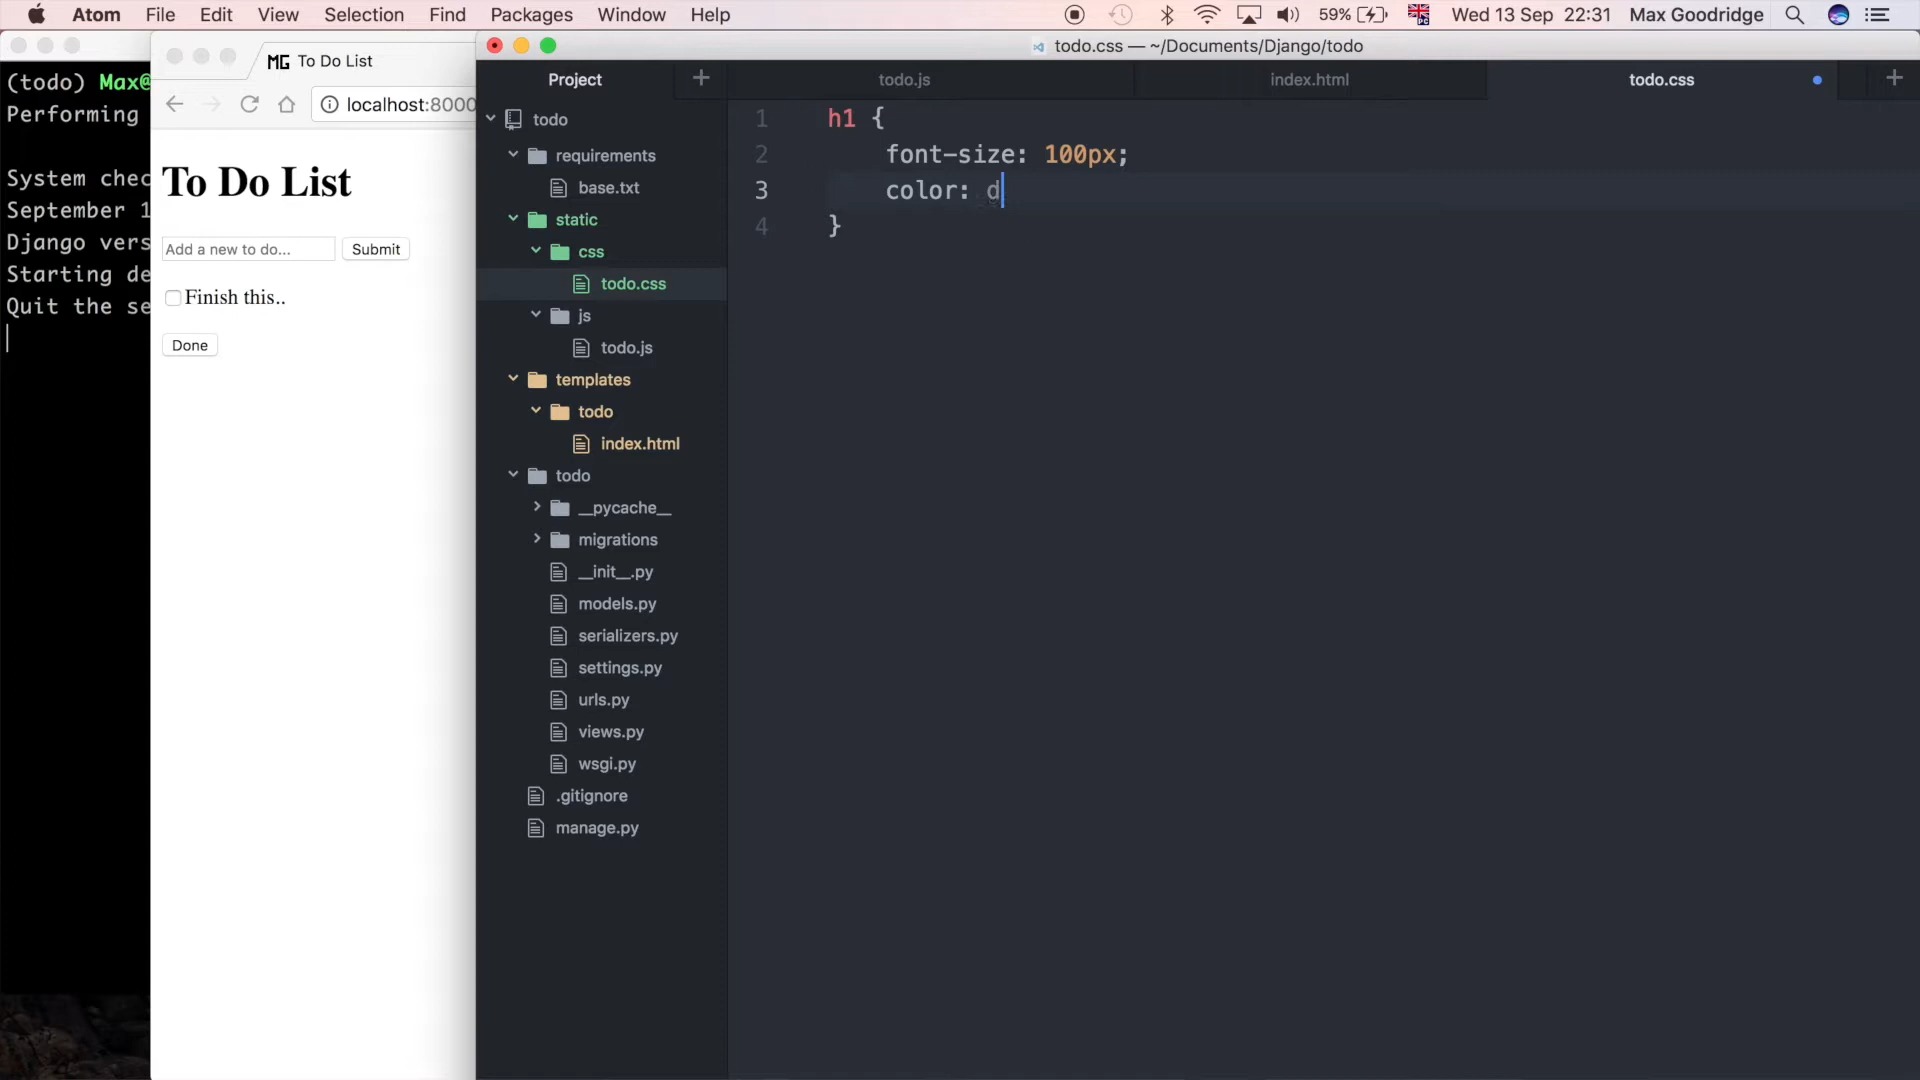 Atom File Edit View Selection Find Packages Window Help 59% Wed 13 Sep 22:31 Max Goodridge
(todo) Max@
Performing
System chec
September 1
Django vers
Starting de
Quit the se
MG To Do List
localhost:8000
To Do List
Add a new to do... Submit
Finish this..
Done
todo.css — ~/Documents/Django/todo
Project
todo
requirements
base.txt
static
css
todo.css
js
todo.js
templates
todo
index.html
todo
__pycache__
migrations
__init__.py
models.py
serializers.py
settings.py
urls.py
views.py
wsgi.py
.gitignore
manage.py
todo.js index.html todo.css
1 h1 {
2 font-size: 100px;
3 color: d
4 }